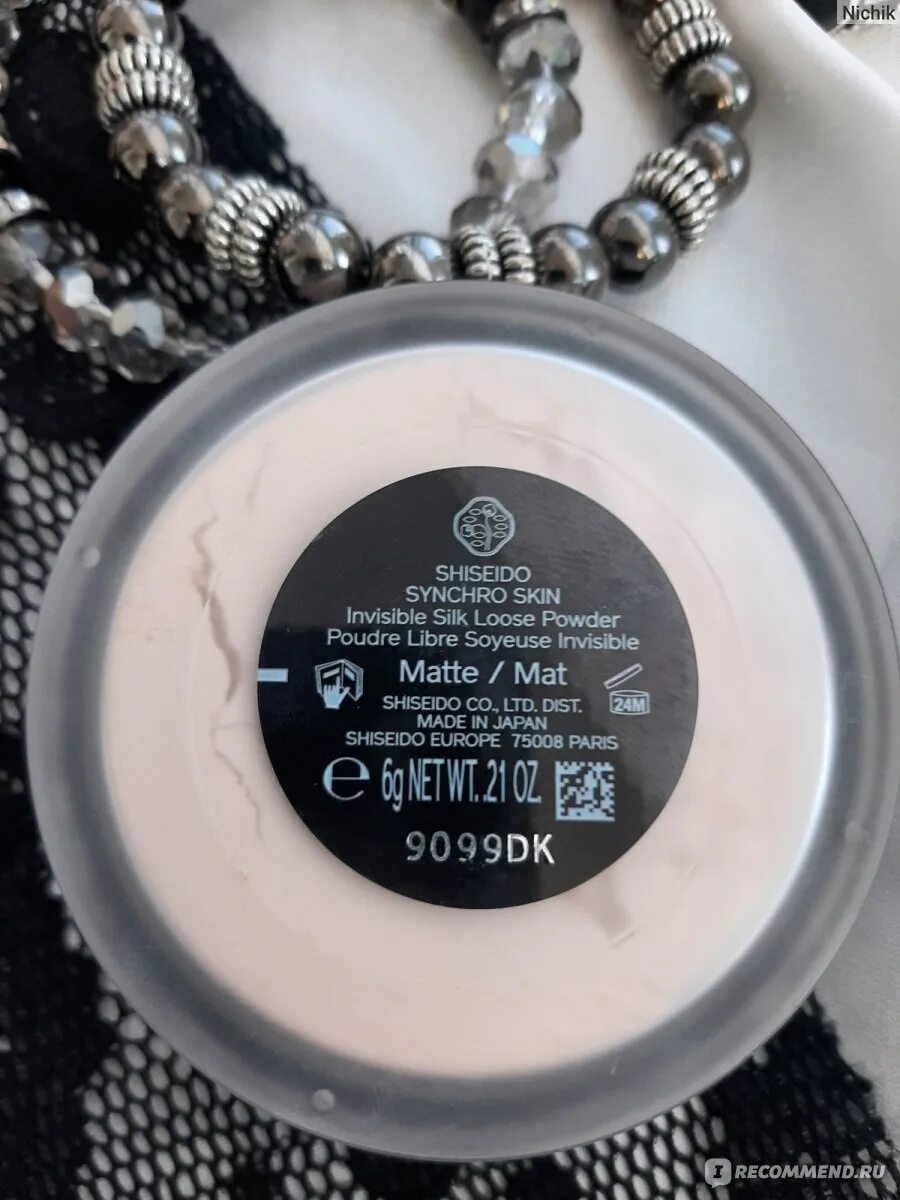 Nichik
SHISEIDO
SYNCHRO SKIN
Invisible Silk Loose Powder
Poudre Libre Soyeuse Invisible
Matte / Mat
24M
SHISEIDO CO., LTD. DIST.
MADE IN JAPAN
SHISEIDO EUROPE 75008 PARIS
e 6g NET WT. .21 OZ.
9099DK
IRECOMMEND.RU